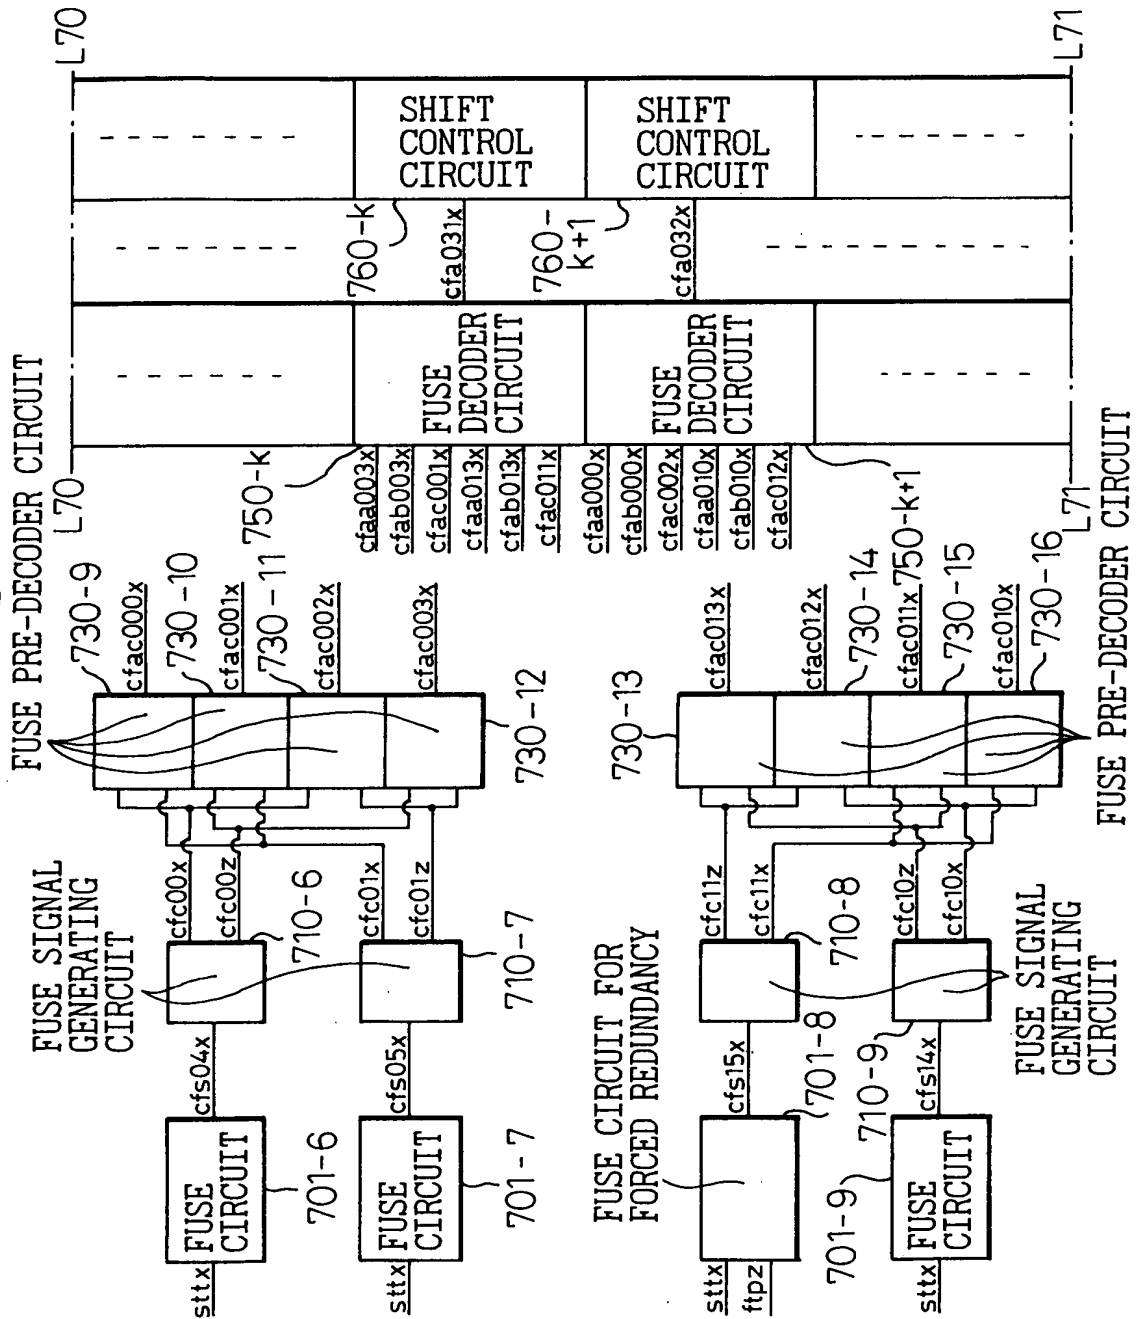 L70
L71
SHIFT
CONTROL
CIRCUIT
SHIFT
CONTROL
CIRCUIT
760-k
cfa031x
760-
k+1
cfa032x
FUSE
DECODER
CIRCUIT
FUSE
DECODER
CIRCUIT
L70
750-k
cfaa003x
cfab003x
cfac001x
cfaa013x
cfab013x
cfac011x
cfaa000x
cfab000x
cfac002x
cfaa010x
cfab010x
cfac012x
750-k+1
L71
FUSE PRE-DECODER CIRCUIT
730-9
cfac000x
730-10
cfac001x
730-11
cfac002x
cfac003x
730-12
730-13
cfac013x
cfac012x
730-14
cfac011x
730-15
cfac010x
730-16
FUSE PRE-DECODER CIRCUIT
FUSE SIGNAL
GENERATING
CIRCUIT
cfc00x
cfc00z
710-6
cfc01x
cfc01z
710-7
cfc11z
cfc11x
710-8
cfc10z
cfc10x
710-9
FUSE SIGNAL
GENERATING
CIRCUIT
cfs04x
cfs05x
cfs15x
cfs14x
FUSE CIRCUIT FOR
FORCED REDUNDANCY
sttx
FUSE
CIRCUIT
701-6
sttx
FUSE
CIRCUIT
701-7
sttx
ftpz
701-8
sttx
FUSE
CIRCUIT
701-9